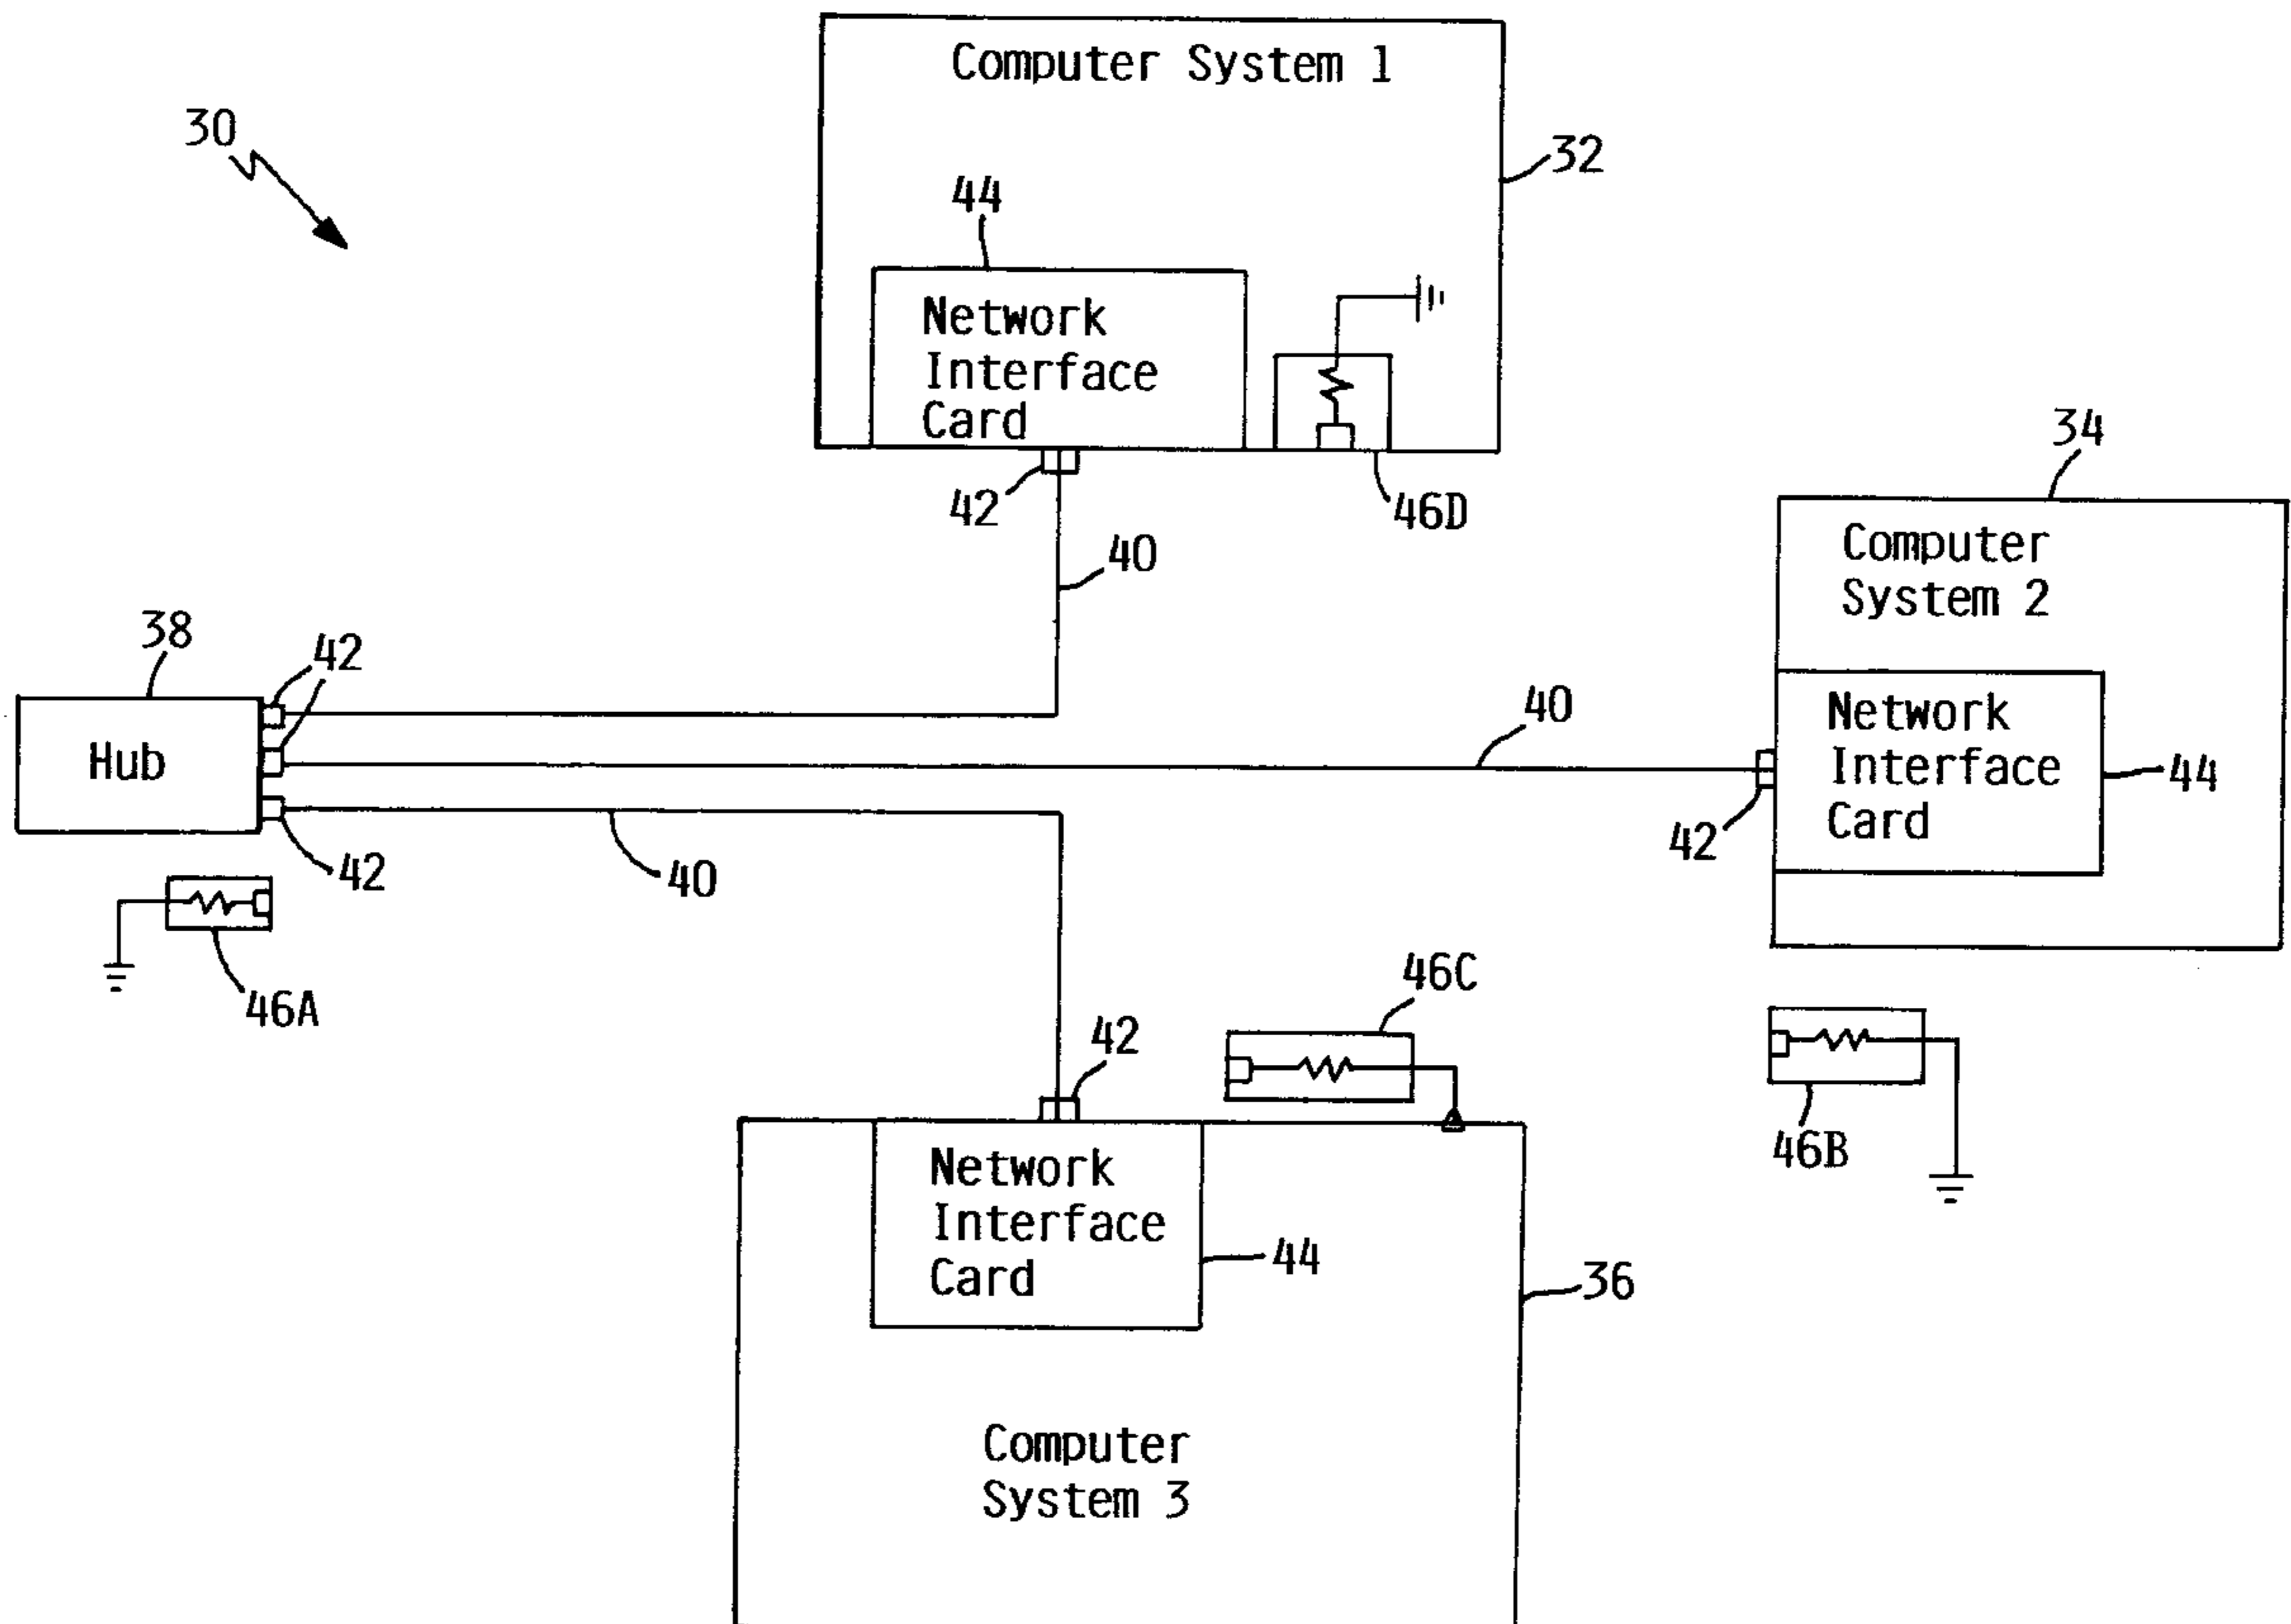 Computer System 1
30
32
44
Network
Interface
Card
42
46D
34
40
Computer
System 2
38
42
40
Network
Interface
Card
44
Hub
42
42
40
46A
46C
42
46B
Network
Interface
Card
44
36
Computer
System 3